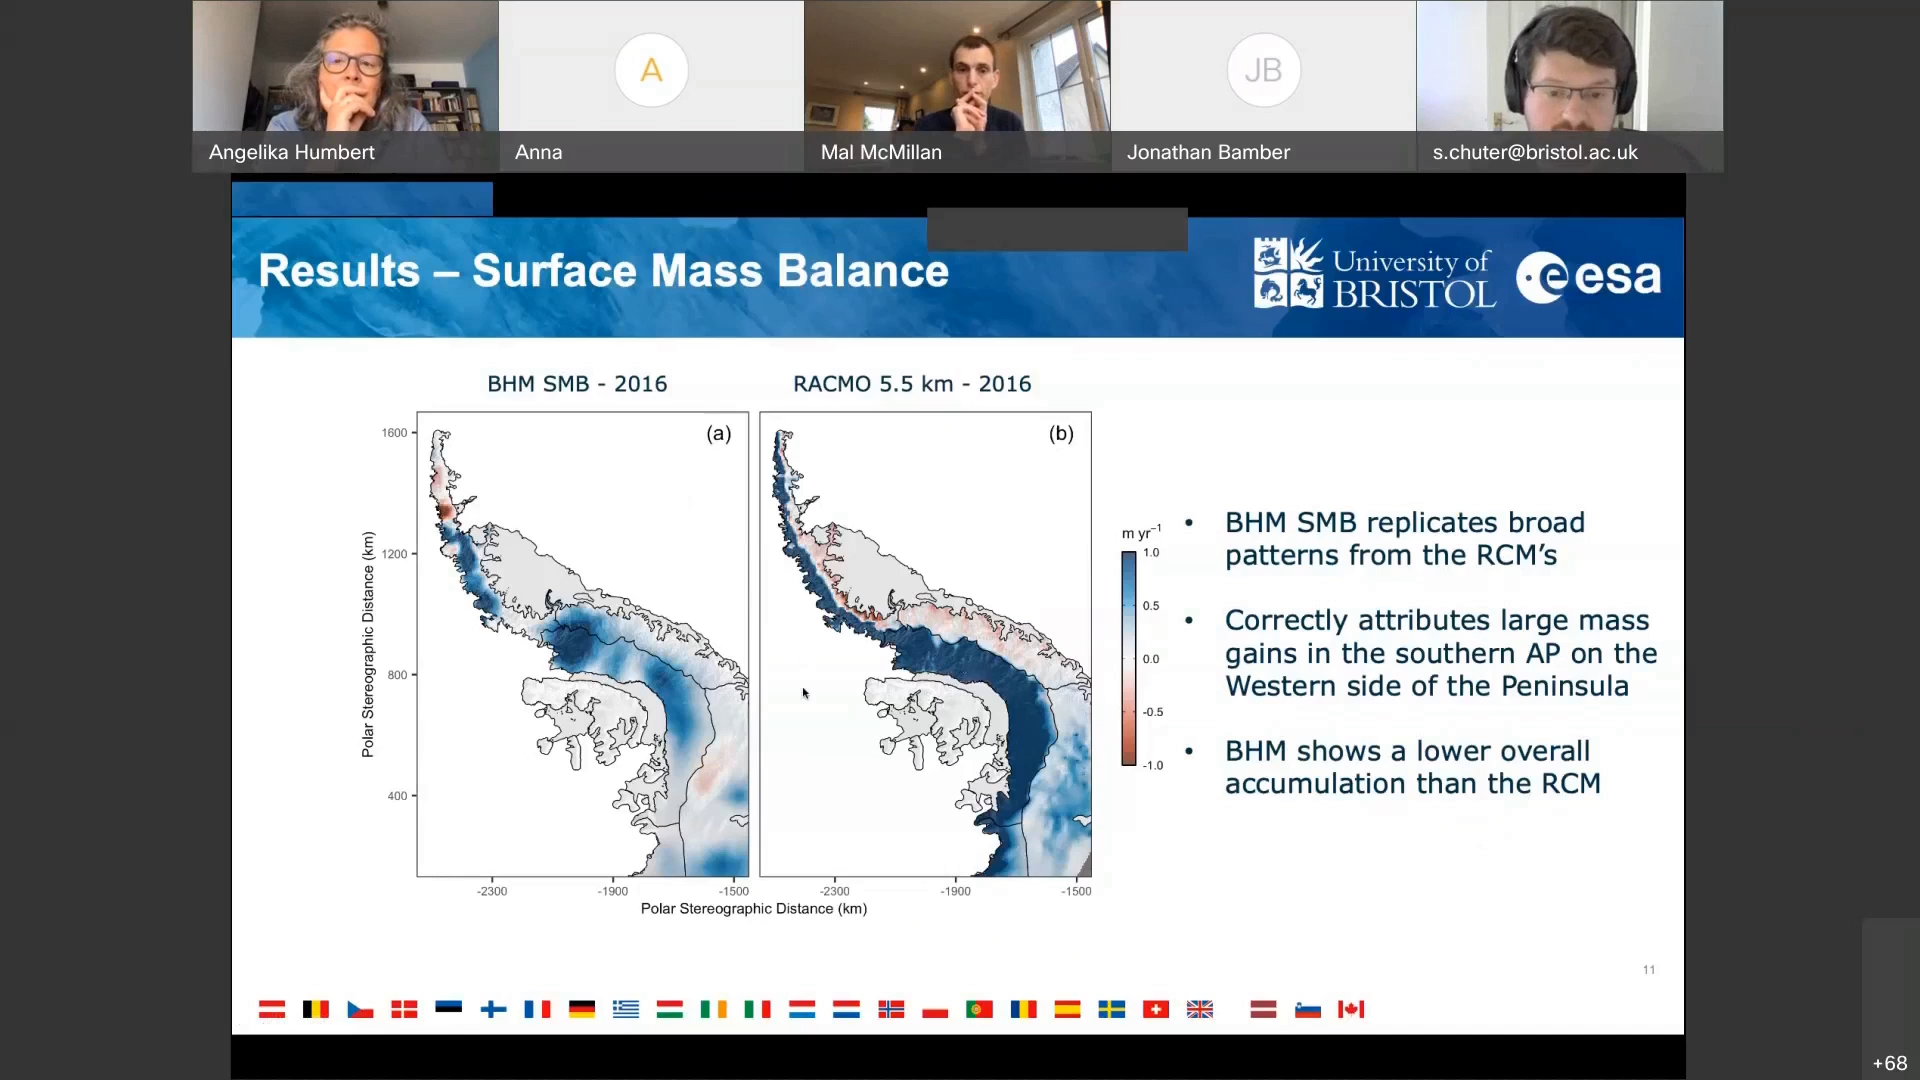 Angelika Humbert
A
Anna
Mal McMillan
JB
Jonathan Bamber
s.chuter@bristol.ac.uk
Results – Surface Mass Balance
University of
BRISTOL
esa
BHM SMB - 2016
RACMO 5.5 km - 2016
(a)
(b)
1600
1200
800
400
Polar Stereographic Distance (km)
-2300
-1900
-1500
-2300
-1900
-1500
Polar Stereographic Distance (km)
m yr⁻¹
1.0
0.5
0.0
-0.5
-1.0
• BHM SMB replicates broad
patterns from the RCM’s
• Correctly attributes large mass
gains in the southern AP on the
Western side of the Peninsula
• BHM shows a lower overall
accumulation than the RCM
11
+68